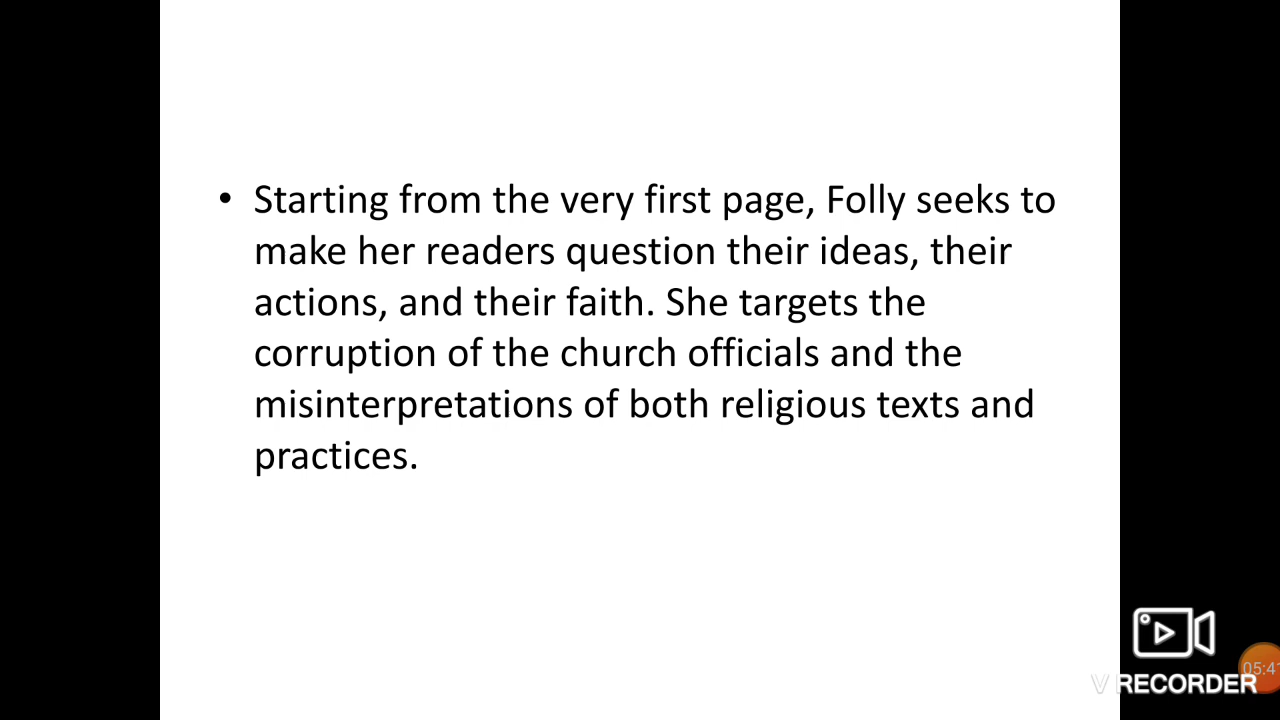 • Starting from the very first page, Folly seeks to
make her readers question their ideas, their
actions, and their faith. She targets the
corruption of the church officials and the
misinterpretations of both religious texts and
practices.
V RECORDER